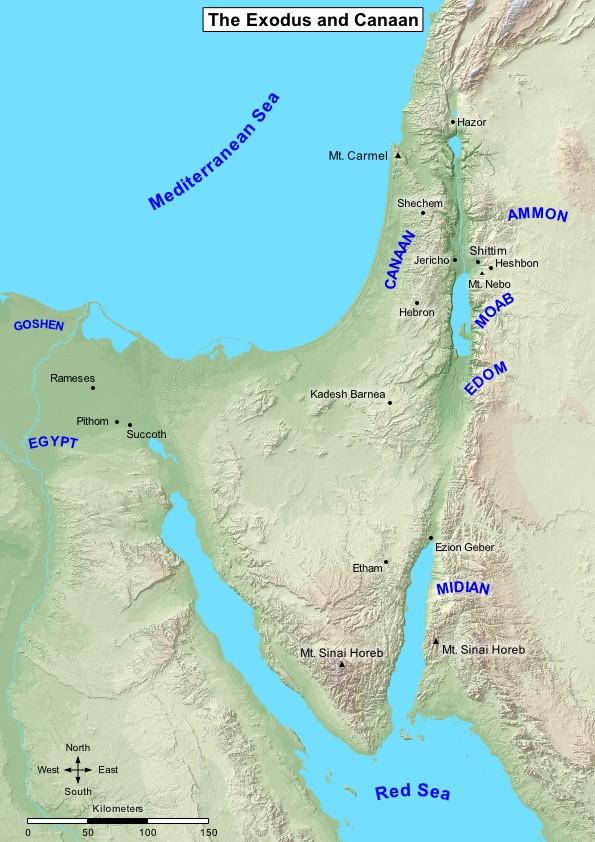 The Exodus and Canaan
Mediterranean Sea
Hazor
Mt. Carmel
Shechem
AMMON
CANAAN
Shittim
Jericho
Heshbon
Mt. Nebo
Hebron
MOAB
GOSHEN
EDOM
Rameses
Kadesh Barnea
Pithom
Succoth
EGYPT
Ezion Geber
Etham
MIDIAN
Mt. Sinai Horeb
Mt. Sinai Horeb
North
West
East
South
Red Sea
Kilometers
0 50 100 150